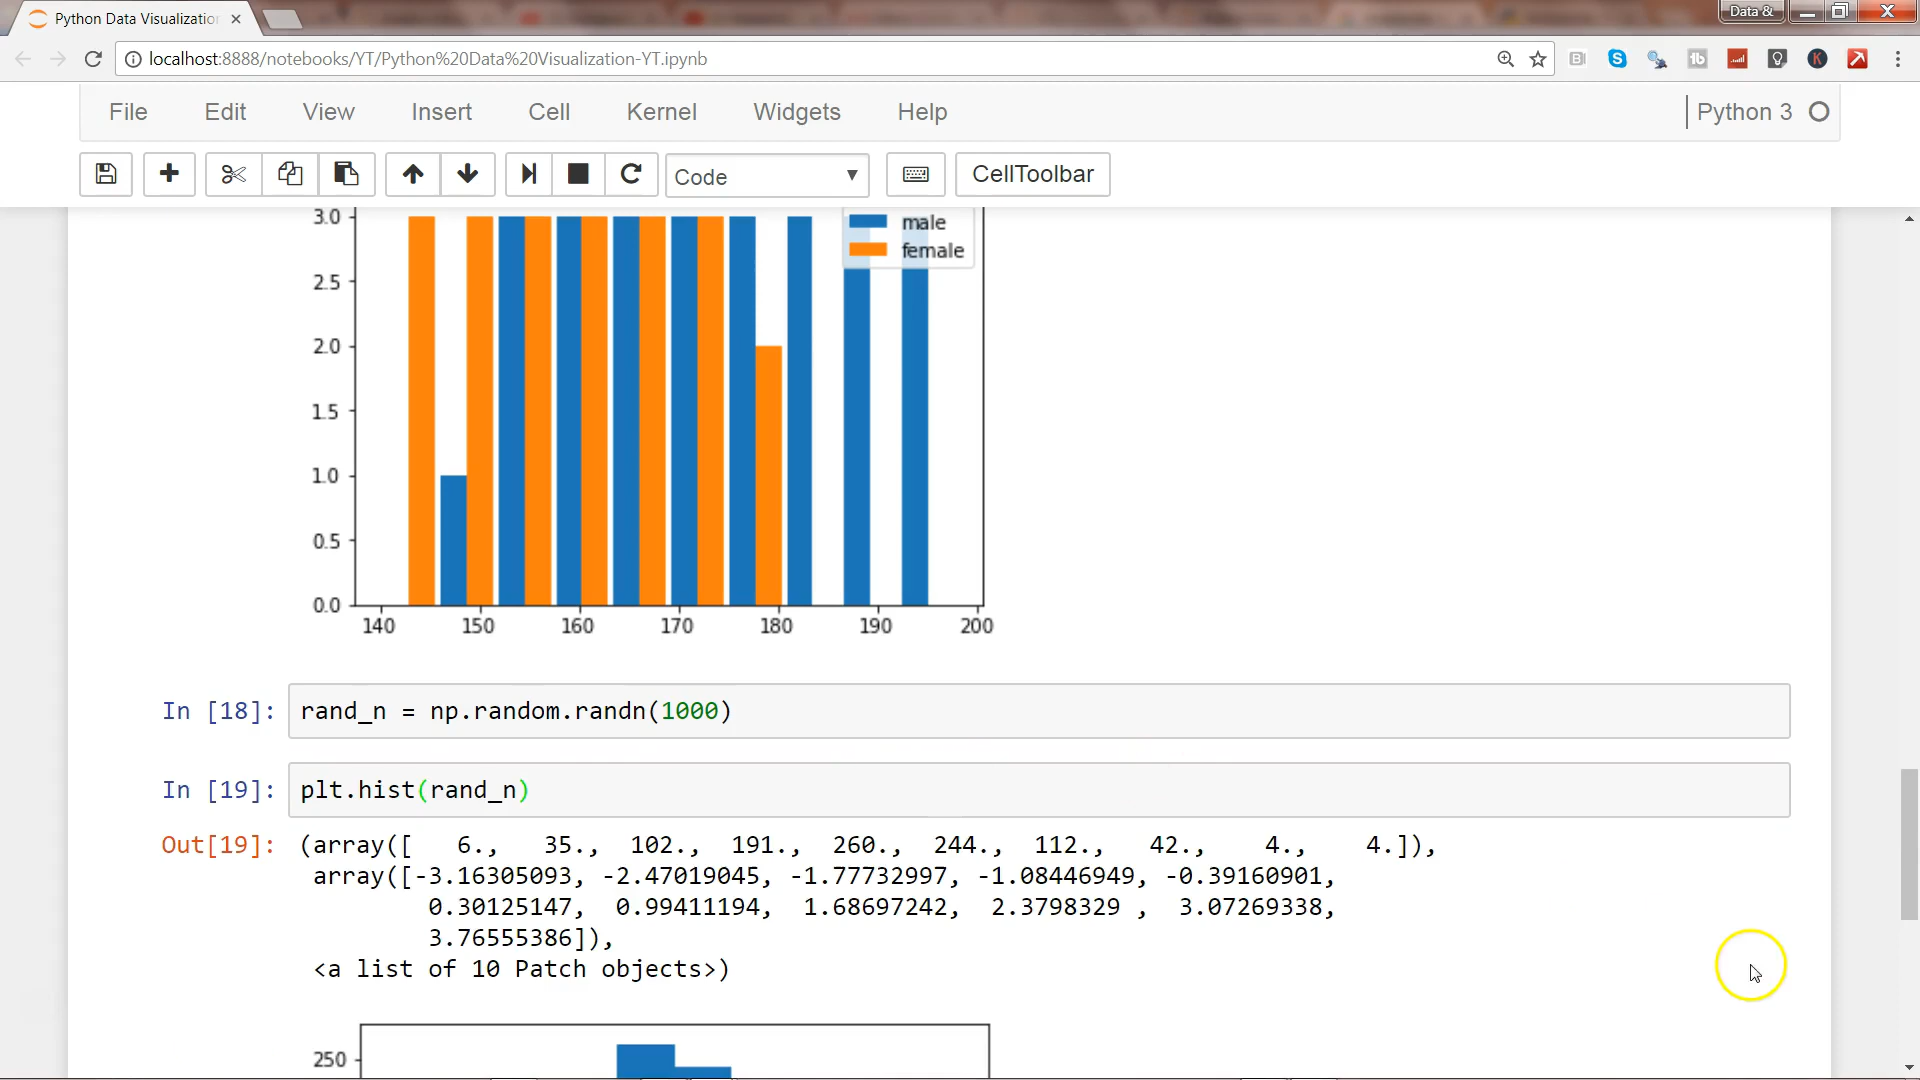 Python Data Visualization
Data &
localhost:8888/notebooks/YT/Python%20Data%20Visualization-YT.ipynb
File Edit View Insert Cell Kernel Widgets Help
Python 3
Code
CellToolbar
3.0
male
female
2.5
2.0
1.5
1.0
0.5
0.0
140 150 160 170 180 190 200
In [18]: rand_n = np.random.randn(1000)
In [19]: plt.hist(rand_n)
Out[19]: (array([   6.,   35.,  102.,  191.,  260.,  244.,  112.,   42.,    4.,    4.]),
array([-3.16305093, -2.47019045, -1.77732997, -1.08446949, -0.39160901,
0.30125147,  0.99411194,  1.68697242,  2.3798329 ,  3.07269338,
3.76555386]),
<a list of 10 Patch objects>)
250